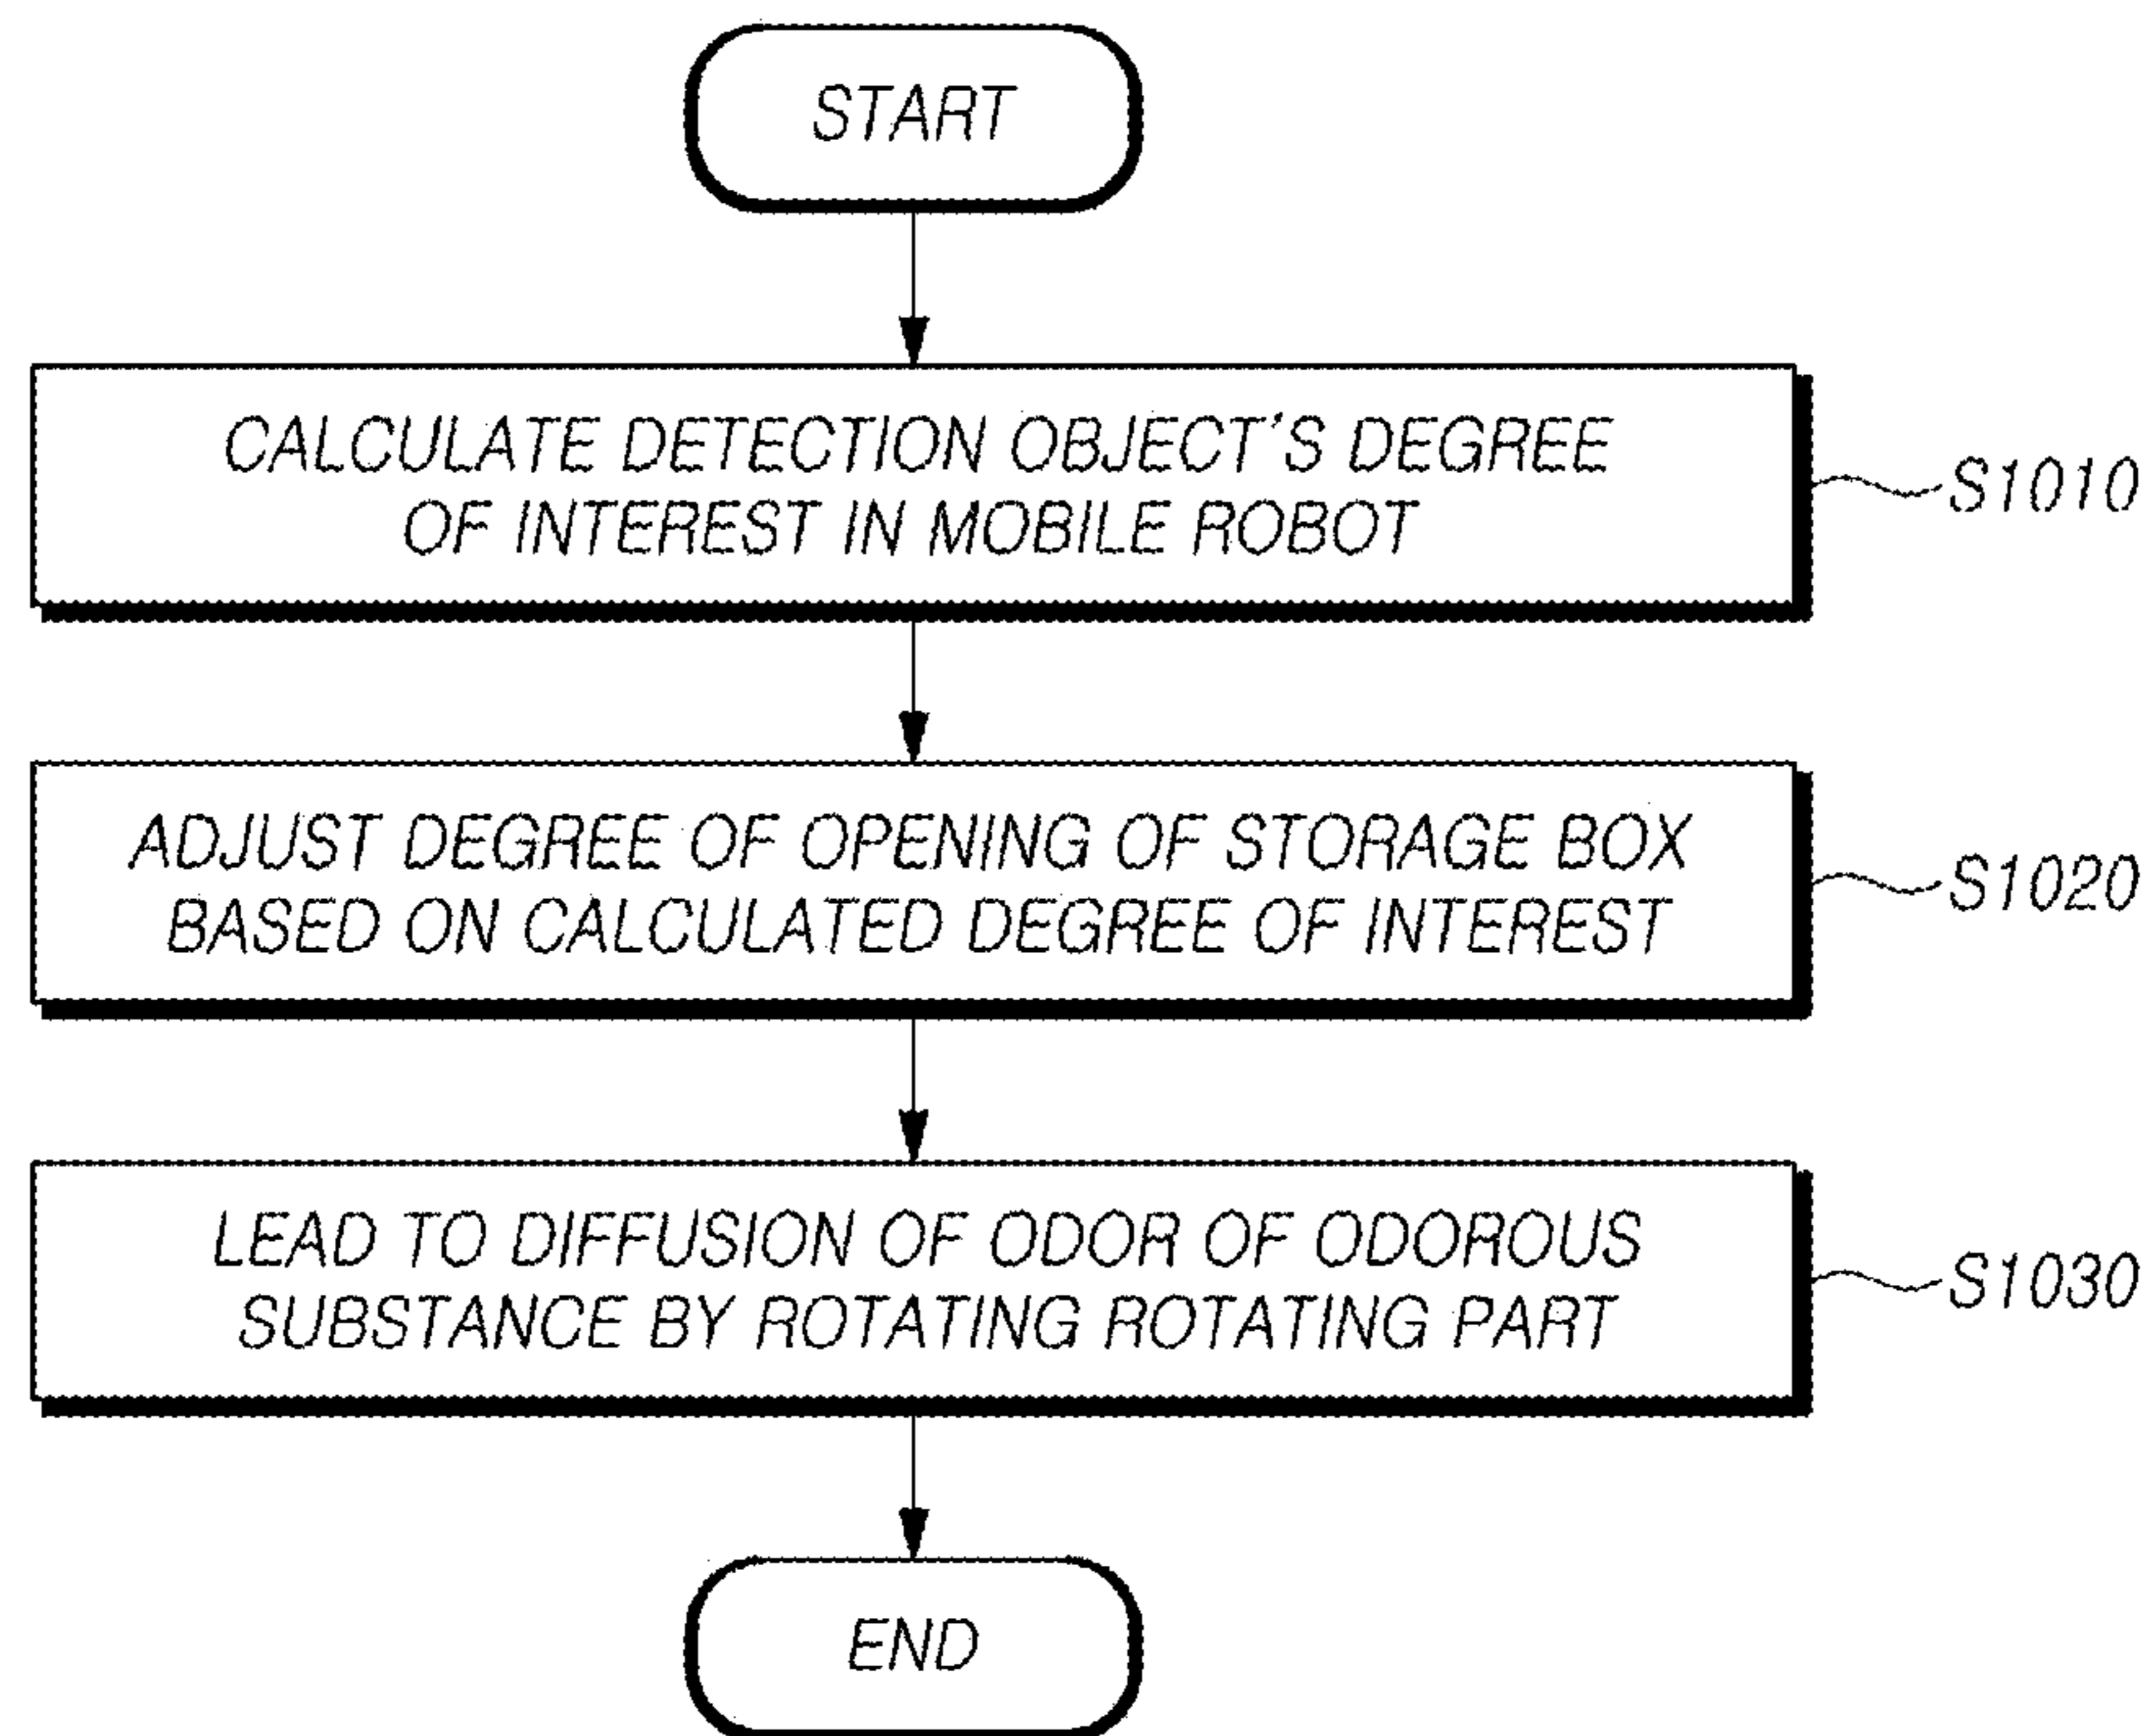 START
CALCULATE DETECTION OBJECT'S DEGREE
OF INTEREST IN MOBILE ROBOT
S1010
ADJUST DEGREE OF OPENING OF STORAGE BOX
BASED ON CALCULATED DEGREE OF INTEREST
S1020
LEAD TO DIFFUSION OF ODOR OF ODOROUS
SUBSTANCE BY ROTATING ROTATING PART
S1030
END